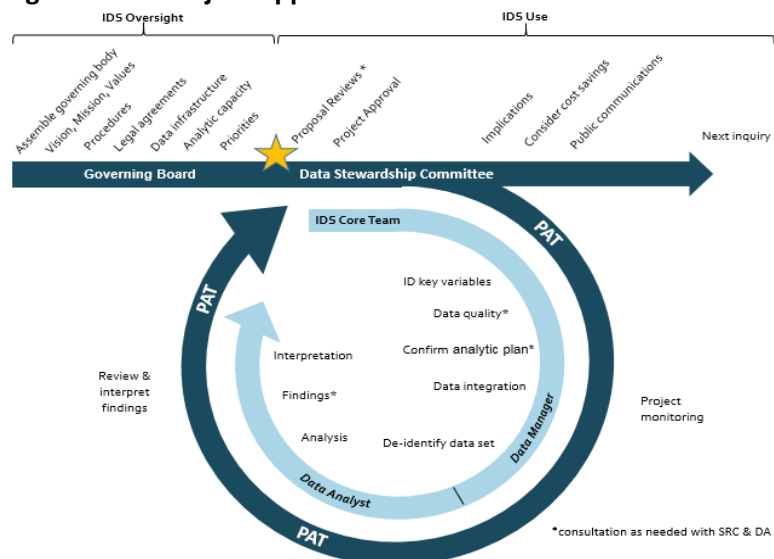 IDS Oversight
IDS Use
Assemble governing body
Vision, Mission, Values
Procedures
Legal agreements
Data infrastructure
Analytic capacity
Priorities
Proposal Reviews *
Project Approval
Implications
Consider cost savings
Public communications
Next inquiry
Governing Board
Data Stewardship Committee
IDS Core Team
PAT
ID key variables
Data quality*
Confirm analytic plan*
Data integration
De-identify data set
Data Manager
Project
monitoring
PAT
Data Analyst
Analysis
Findings*
Interpretation
Review &
interpret
findings
PAT
*consultation as needed with SRC & DA